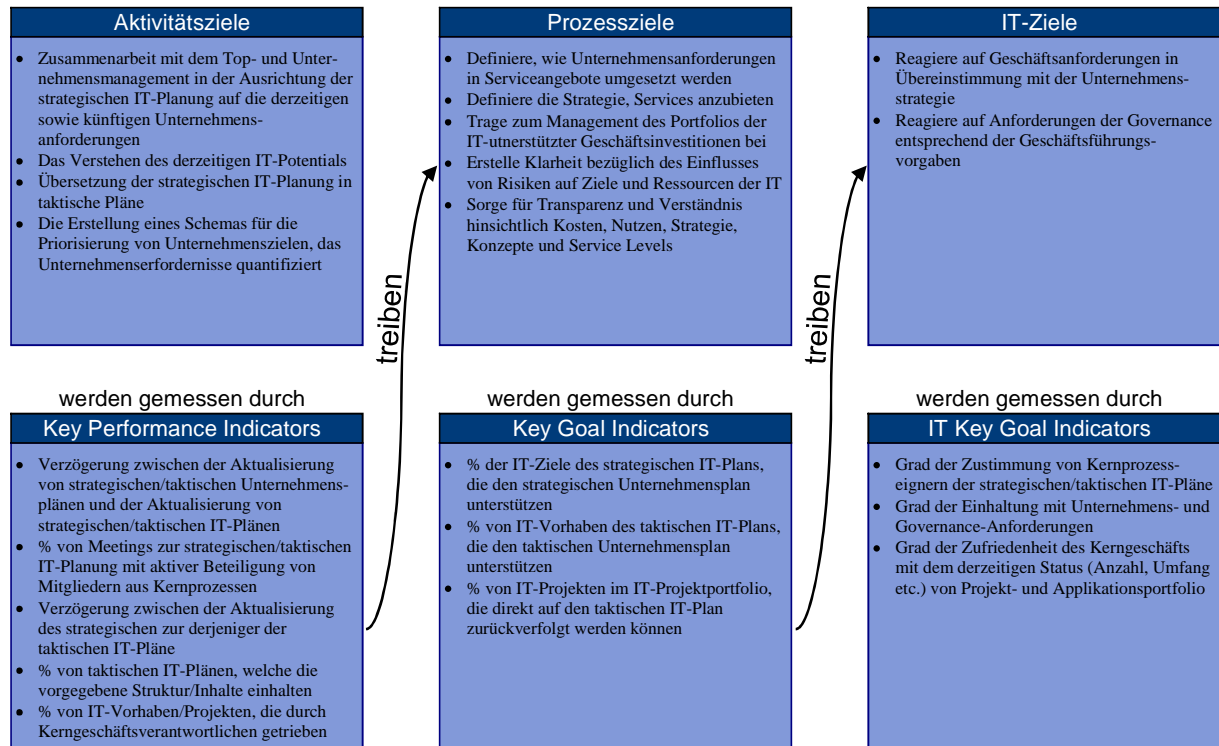 Aktivitätsziele
Zusammenarbeit mit dem Top- und Unter-
nehmensmanagement in der Ausrichtung der
strategischen IT-Planung auf die derzeitigen
sowie künftigen Unternehmens-
anforderungen
Das Verstehen des derzeitigen IT-Potentials
Übersetzung der strategischen IT-Planung in
taktische Pläne
Die Erstellung eines Schemas für die
Priorisierung von Unternehmenszielen, das
Unternehmenserfordernisse quantifiziert
treiben
Prozessziele
Definiere, wie Unternehmensanforderungen
in Serviceangebote umgesetzt werden
Definiere die Strategie, Services anzubieten
Trage zum Management des Portfolios der
IT-utnerstützter Geschäftsinvestitionen bei
Erstelle Klarheit bezüglich des Einflusses
von Risiken auf Ziele und Ressourcen der IT
Sorge für Transparenz und Verständnis
hinsichtlich Kosten, Nutzen, Strategie,
Konzepte und Service Levels
treiben
IT-Ziele
Reagiere auf Geschäftsanforderungen in
Übereinstimmung mit der Unternehmens-
strategie
Reagiere auf Anforderungen der Governance
entsprechend der Geschäftsführungs-
vorgaben
werden gemessen durch
Key Performance Indicators
Verzögerung zwischen der Aktualisierung
von strategischen/taktischen Unternehmens-
plänen und der Aktualisierung von
strategischen/taktischen IT-Plänen
% von Meetings zur strategischen/taktischen
IT-Planung mit aktiver Beteiligung von
Mitgliedern aus Kernprozessen
Verzögerung zwischen der Aktualisierung
des strategischen zur derjeniger der
taktischen IT-Pläne
% von taktischen IT-Plänen, welche die
vorgegebene Struktur/Inhalte einhalten
% von IT-Vorhaben/Projekten, die durch
Kerngeschäftsverantwortlichen getrieben
werden gemessen durch
Key Goal Indicators
% der IT-Ziele des strategischen IT-Plans,
die den strategischen Unternehmensplan
unterstützen
% von IT-Vorhaben des taktischen IT-Plans,
die den taktischen Unternehmensplan
unterstützen
% von IT-Projekten im IT-Projektportfolio,
die direkt auf den taktischen IT-Plan
zurückverfolgt werden können
werden gemessen durch
IT Key Goal Indicators
Grad der Zustimmung von Kernprozess-
eignern der strategischen/taktischen IT-Pläne
Grad der Einhaltung mit Unternehmens- und
Governance-Anforderungen
Grad der Zufriedenheit des Kerngeschäfts
mit dem derzeitigen Status (Anzahl, Umfang
etc.) von Projekt- und Applikationsportfolio